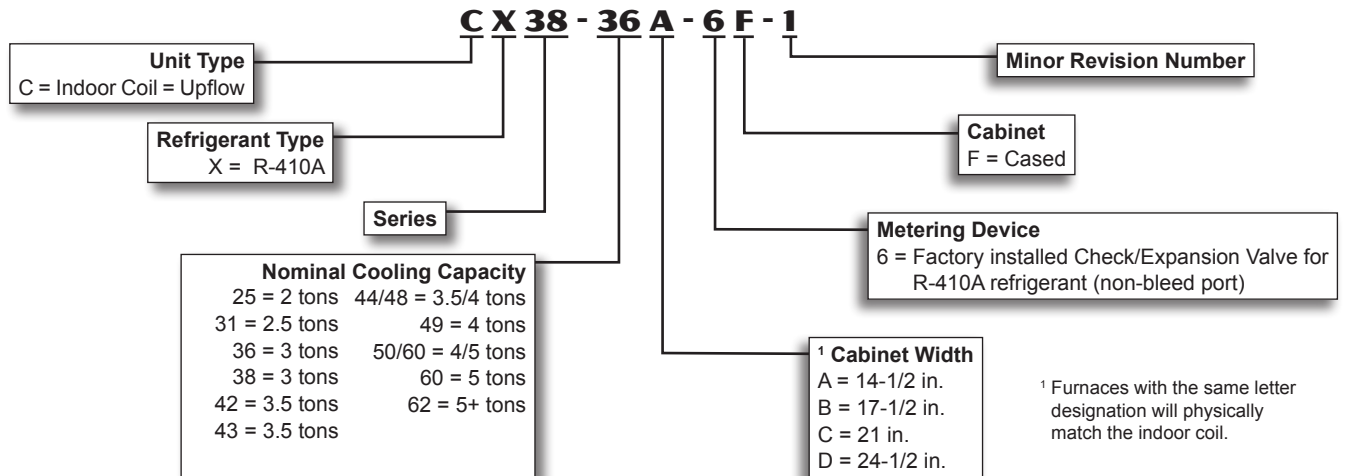 C X 38 - 36 A - 6 F - 1
Unit Type
C = Indoor Coil = Upflow
Minor Revision Number
Refrigerant Type
X = R-410A
Cabinet
F = Cased
Series
Metering Device
6 = Factory installed Check/Expansion Valve for
R-410A refrigerant (non-bleed port)
Nominal Cooling Capacity
25 = 2 tons 44/48 = 3.5/4 tons
31 = 2.5 tons 49 = 4 tons
36 = 3 tons 50/60 = 4/5 tons
38 = 3 tons 60 = 5 tons
42 = 3.5 tons 62 = 5+ tons
43 = 3.5 tons
¹ Cabinet Width
A = 14-1/2 in.
B = 17-1/2 in.
C = 21 in.
D = 24-1/2 in.
¹ Furnaces with the same letter
designation will physically
match the indoor coil.